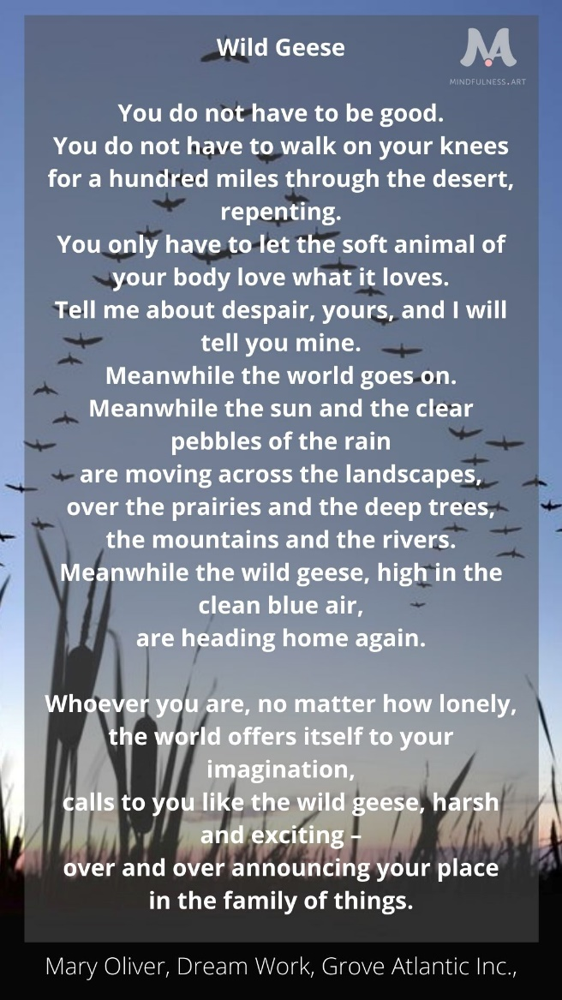 Wild Geese
MINDFULNESS.ART
You do not have to be good.
You do not have to walk on your knees
for a hundred miles through the desert,
repenting.
You only have to let the soft animal of
your body love what it loves.
Tell me about despair, yours, and I will
tell you mine.
Meanwhile the world goes on.
Meanwhile the sun and the clear
pebbles of the rain
are moving across the landscapes,
over the prairies and the deep trees,
the mountains and the rivers.
Meanwhile the wild geese, high in the
clean blue air,
are heading home again.
Whoever you are, no matter how lonely,
the world offers itself to your
imagination,
calls to you like the wild geese, harsh
and exciting –
over and over announcing your place
in the family of things.
Mary Oliver, Dream Work, Grove Atlantic Inc.,